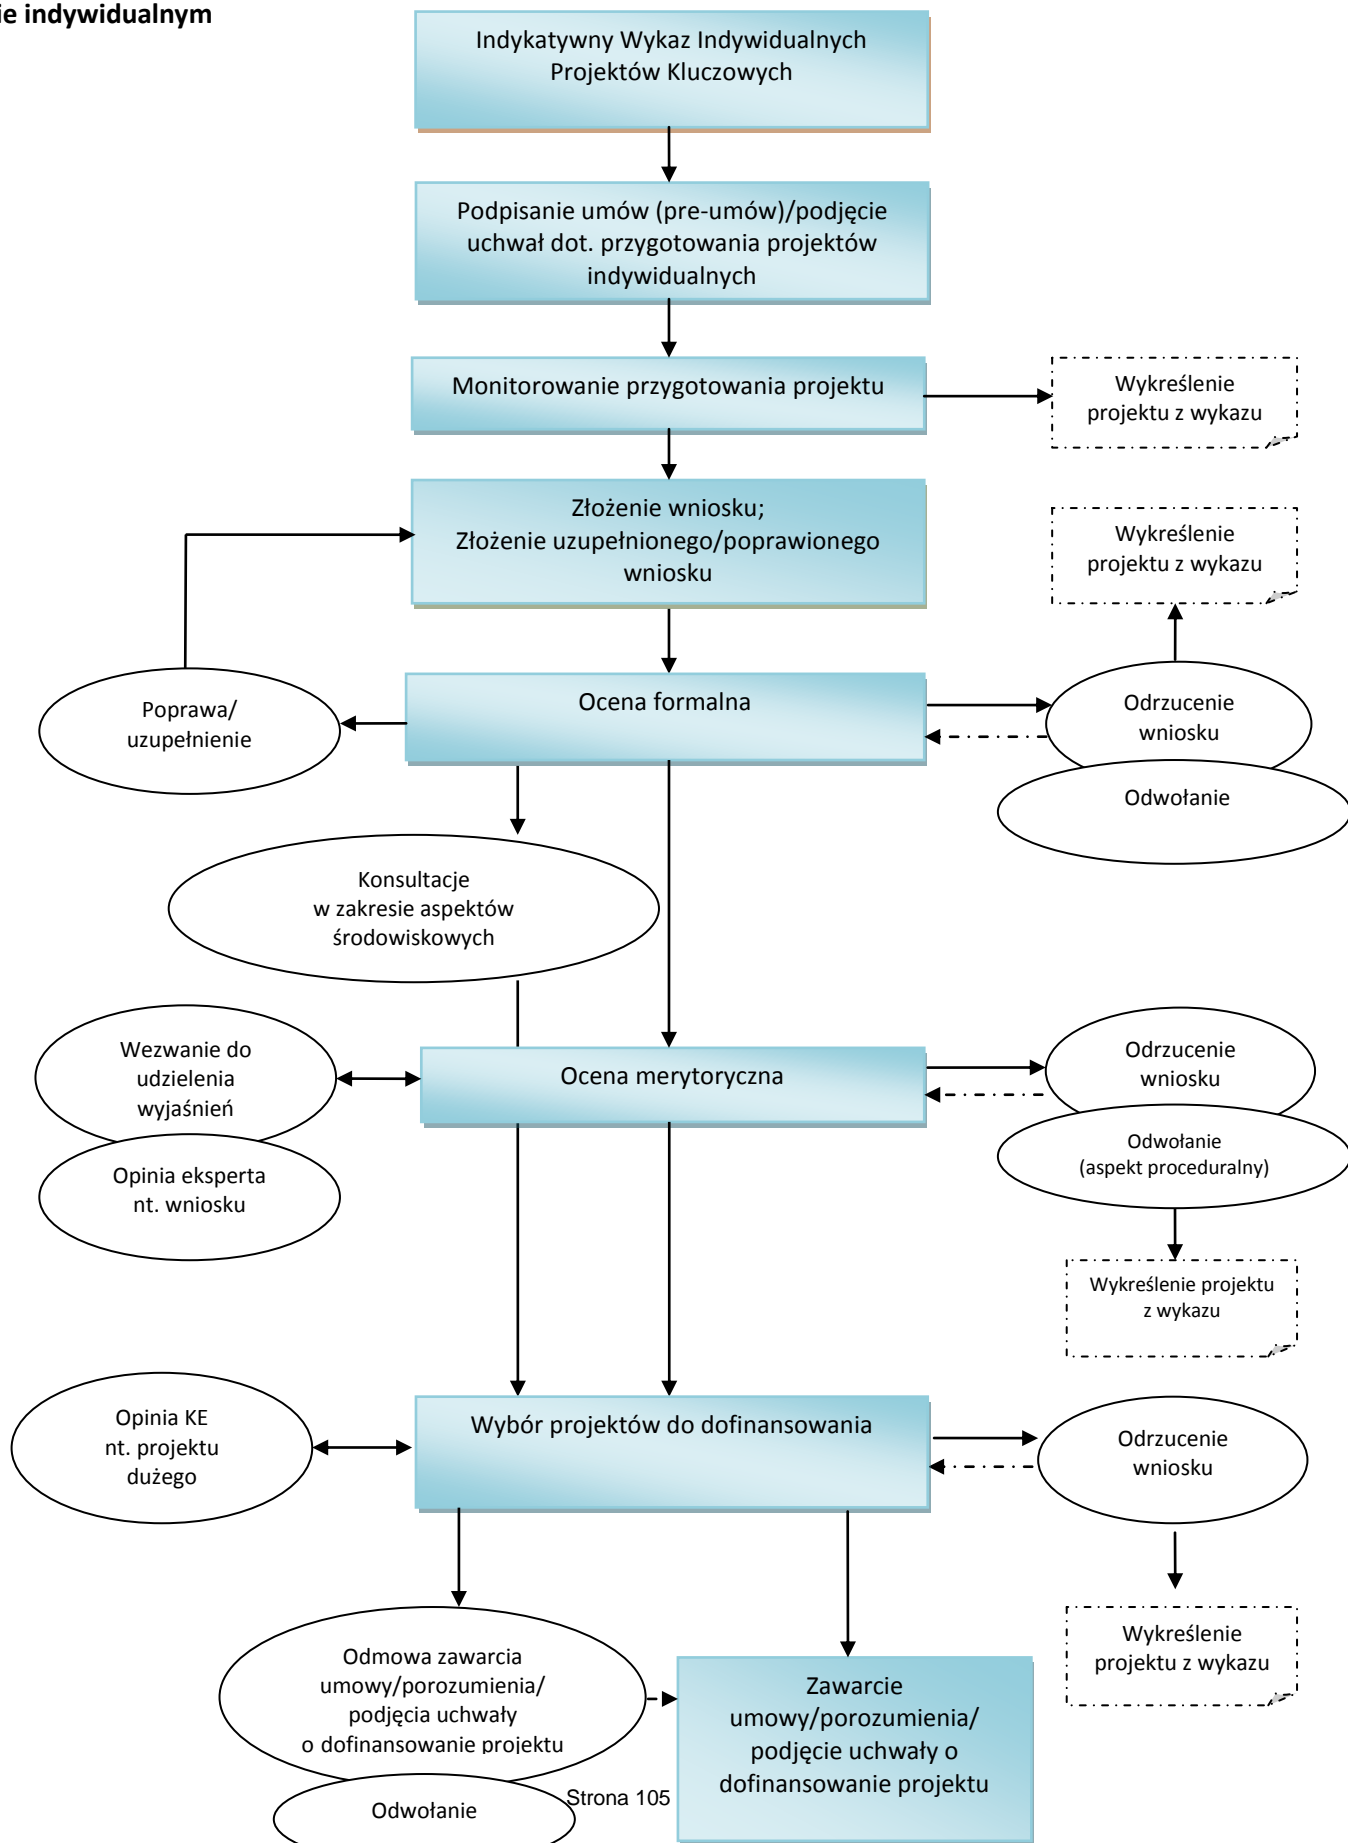 ie indywidualnym
Indykatywny Wykaz Indywidualnych
Projektów Kluczowych
Podpisanie umów (pre-umów)/podjęcie
uchwał dot. przygotowania projektów
indywidualnych
Monitorowanie przygotowania projektu
Wykreślenie
projektu z wykazu
Złożenie wniosku;
Złożenie uzupełnionego/poprawionego
wniosku
Wykreślenie
projektu z wykazu
Poprawa/
uzupełnienie
Ocena formalna
Odrzucenie
wniosku
Odwołanie
Konsultacje
w zakresie aspektów
środowiskowych
Wezwanie do
udzielenia
wyjaśnień
Opinia eksperta
nt. wniosku
Ocena merytoryczna
Odrzucenie
wniosku
Odwołanie
(aspekt proceduralny)
Wykreślenie projektu
z wykazu
Opinia KE
nt. projektu
dużego
Wybór projektów do dofinansowania
Odrzucenie
wniosku
Wykreślenie
projektu z wykazu
Odmowa zawarcia
umowy/porozumienia/
podjęcia uchwały
o dofinansowanie projektu
Odwołanie
Zawarcie
umowy/porozumienia/
podjęcie uchwały o
dofinansowanie projektu
Strona 105